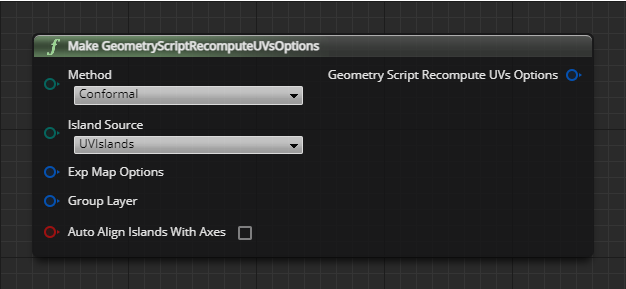 f Make GeometryScriptRecomputeUVsOptions
Method
Geometry Script Recompute UVs Options
Conformal
Island Source
UVIslands
Exp Map Options
Group Layer
Auto Align Islands With Axes